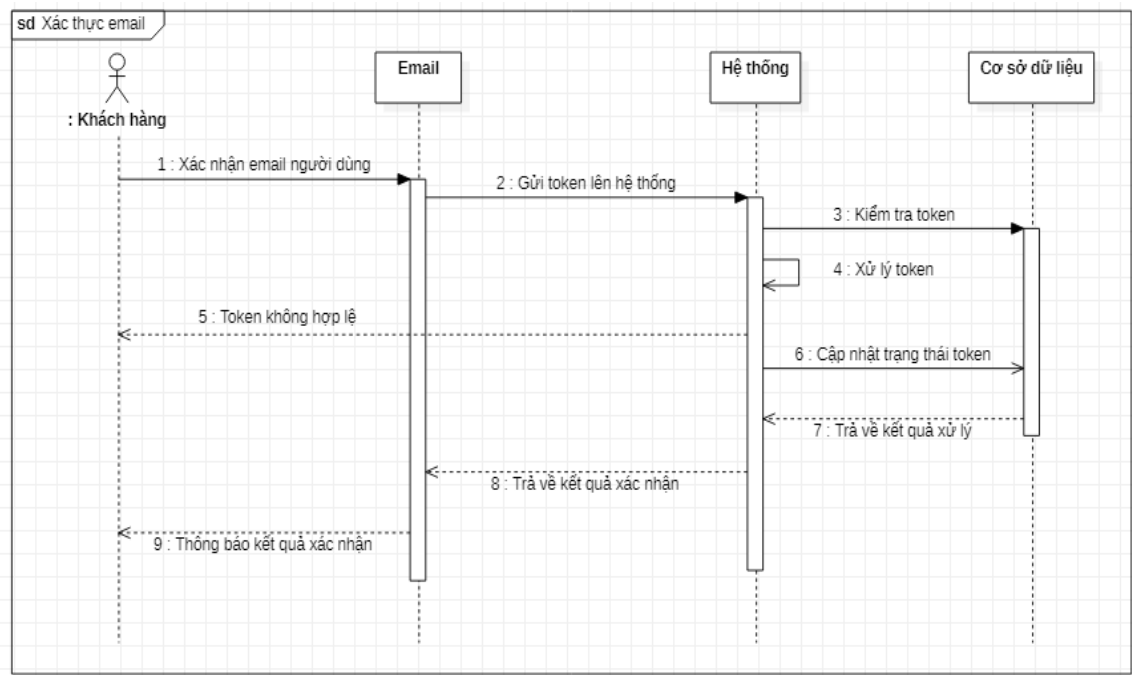 sd Xác thực email
Email
Hệ thống
Cơ sở dữ liệu
: Khách hàng
1 : Xác nhận email người dùng
2 : Gửi token lên hệ thống
3 : Kiểm tra token
4 : Xử lý token
5 : Token không hợp lệ
6 : Cập nhật trạng thái token
7 : Trả về kết quả xử lý
8 : Trả về kết quả xác nhận
9 : Thông báo kết quả xác nhận